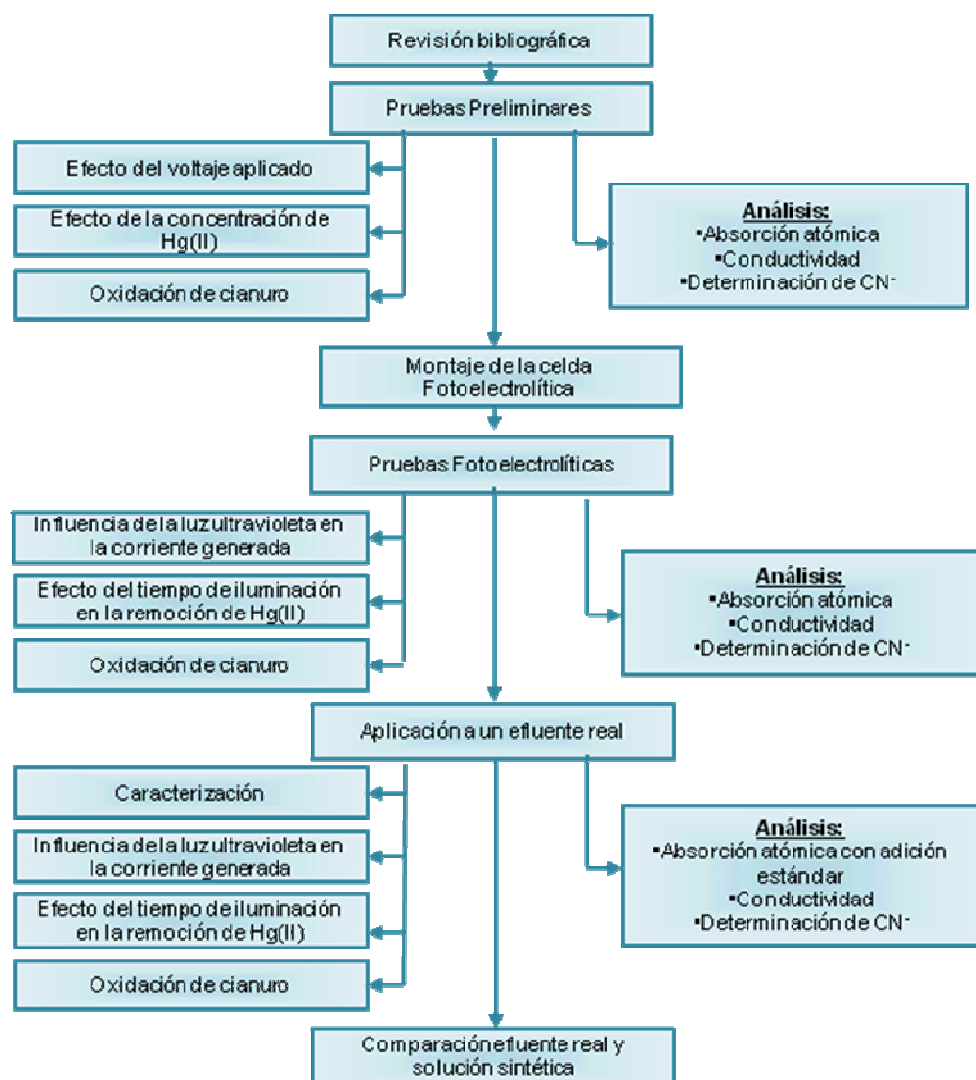 Revisión bibliográfica
Pruebas Preliminares
Efecto del voltaje aplicado
Efecto de la concentración de
Hg(II)
Oxidación de cianuro
Análisis:
▪Absorción atómica
▪Conductividad
▪Determinación de CN⁻
Montaje de la celda
Fotoelectrolítica
Pruebas Fotoelectrolíticas
Influencia de la luz ultravioleta en
la corriente generada
Efecto del tiempo de iluminación
en la remoción de Hg(II)
Oxidación de cianuro
Análisis:
▪Absorción atómica
▪Conductividad
▪Determinación de CN⁻
Aplicación a un efluente real
Caracterización
Influencia de la luz ultravioleta en
la corriente generada
Efecto del tiempo de iluminación
en la remoción de Hg(II)
Oxidación de cianuro
Análisis:
▪Absorción atómica con adición
estándar
▪Conductividad
▪Determinación de CN⁻
Comparación efluente real y
solución sintética